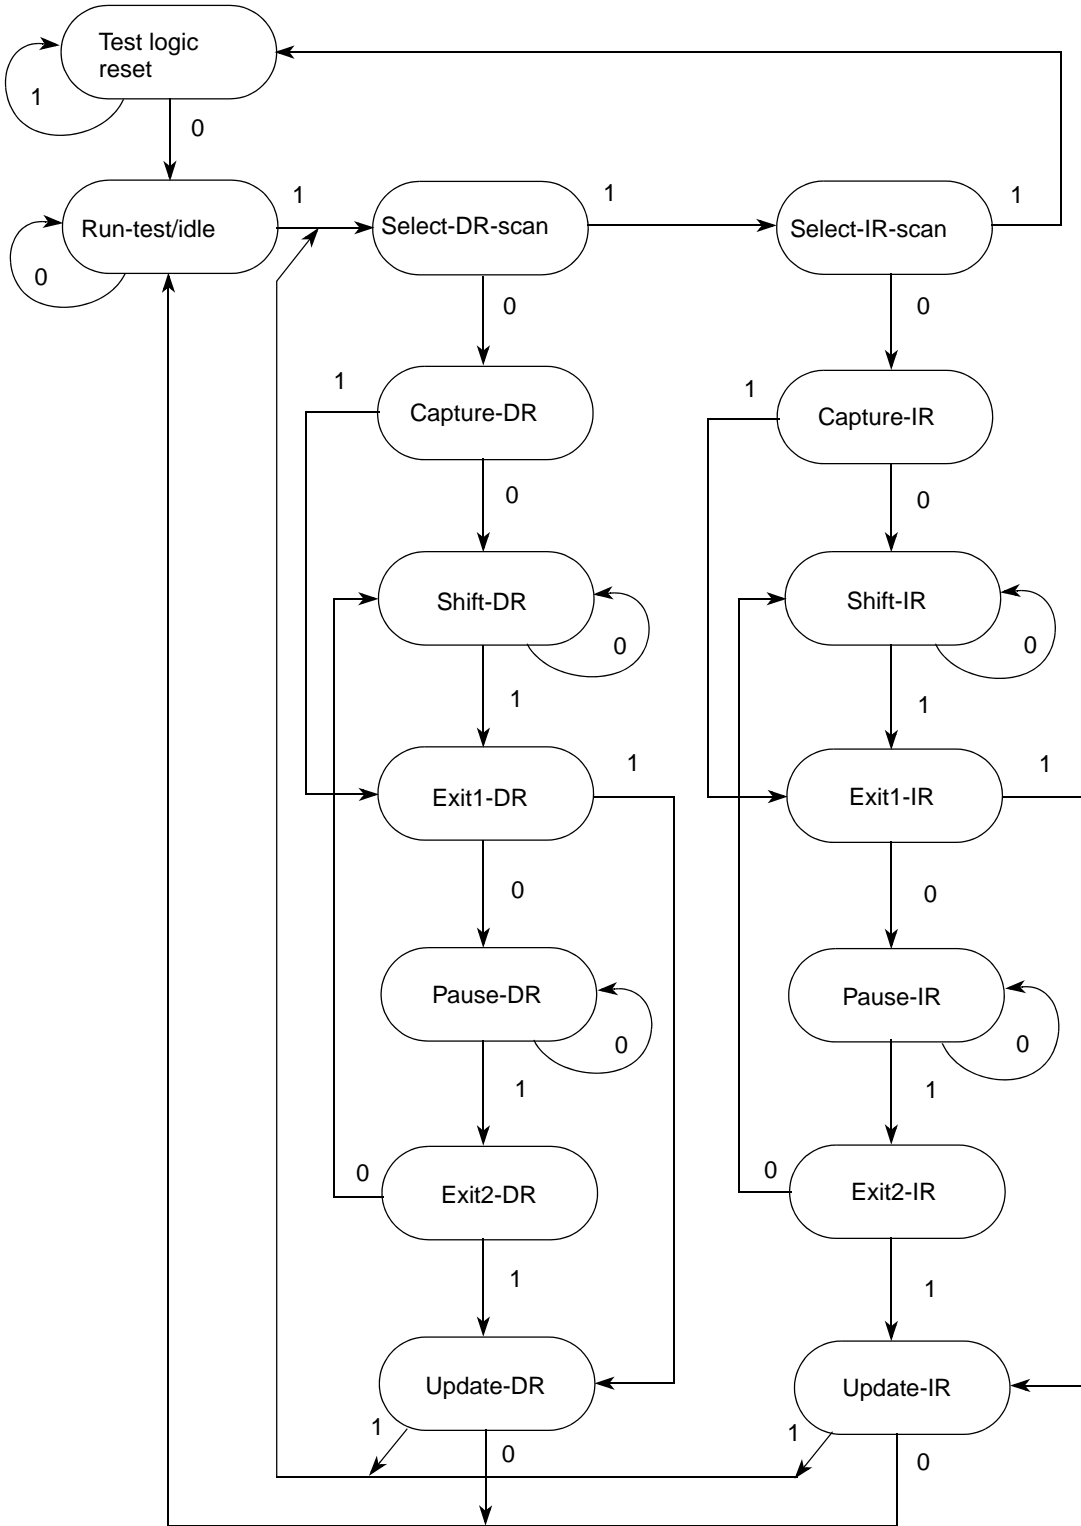 Test logic
reset
1
0
Run-test/idle
1
Select-DR-scan
1
Select-IR-scan
1
0
0
0
1
Capture-DR
1
Capture-IR
0
0
Shift-DR
0
Shift-IR
0
1
1
Exit1-DR
1
Exit1-IR
1
0
0
Pause-DR
0
Pause-IR
0
1
1
0
Exit2-DR
0
Exit2-IR
1
1
Update-DR
Update-IR
1
0
1
0